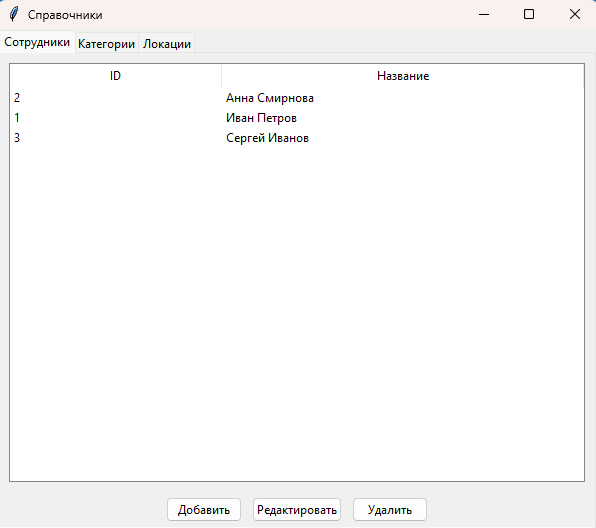 Справочники
Сотрудники Категории Локации
ID Название
2 Анна Смирнова
1 Иван Петров
3 Сергей Иванов
Добавить Редактировать Удалить